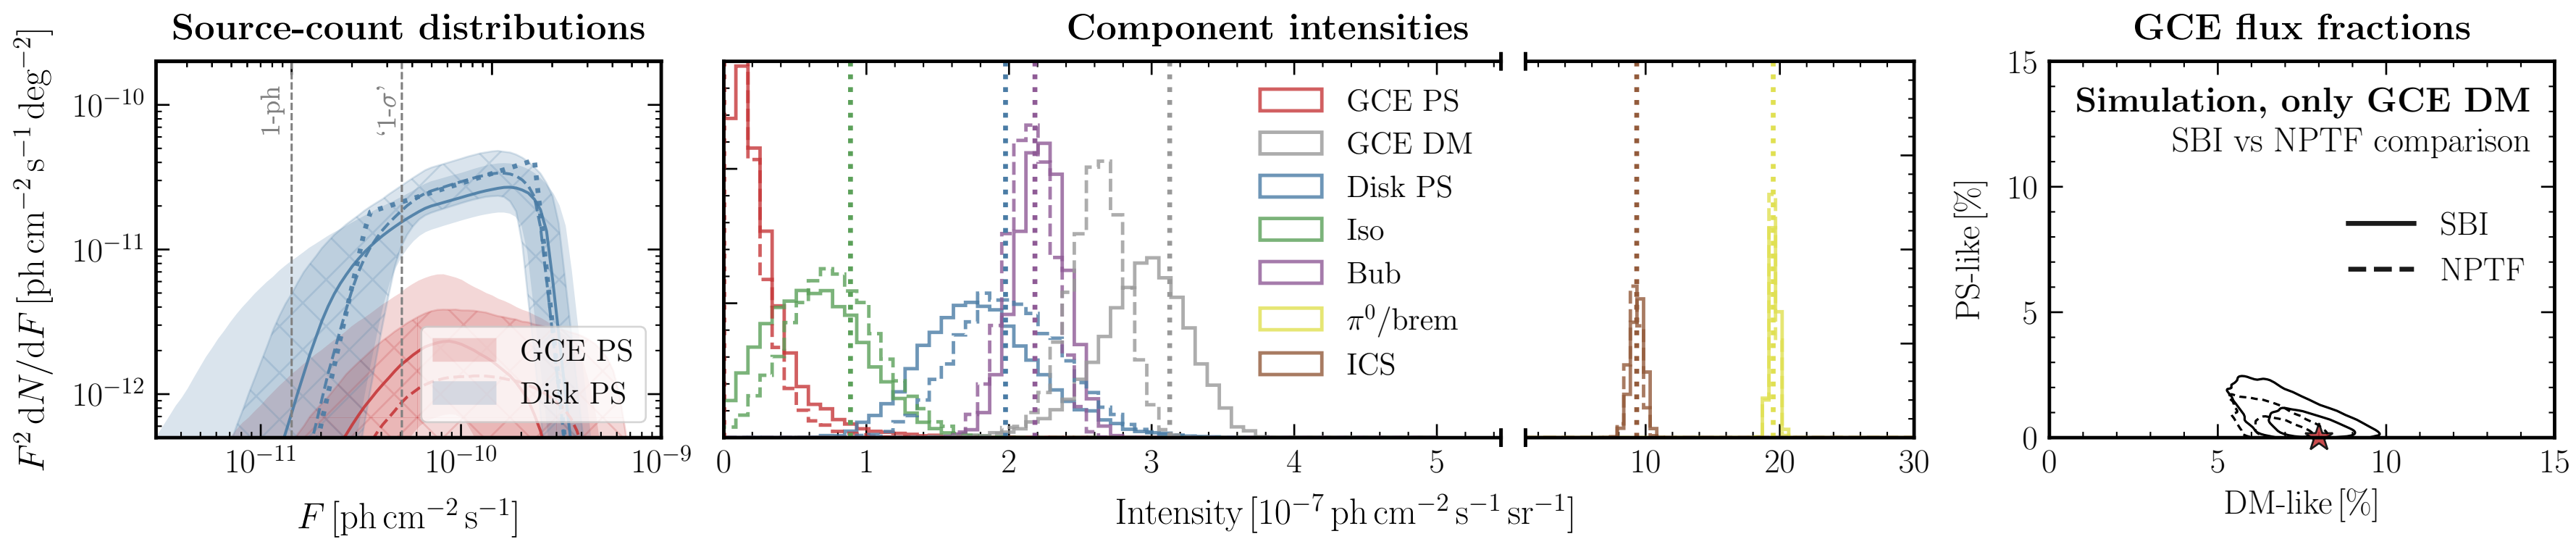 Source-count distributions
F² dN/dF [ph cm⁻² s⁻¹ deg⁻²]
10⁻¹⁰
10⁻¹¹
10⁻¹²
1-ph
‘1-σ’
GCE PS
Disk PS
10⁻¹¹ 10⁻¹⁰ 10⁻⁹
F [ph cm⁻² s⁻¹]
Component intensities
GCE PS
GCE DM
Disk PS
Iso
Bub
π⁰/brem
ICS
0 1 2 3 4 5 10 20 30
Intensity [10⁻⁷ ph cm⁻² s⁻¹ sr⁻¹]
GCE flux fractions
PS-like [%]
15
10
5
0
Simulation, only GCE DM
SBI vs NPTF comparison
SBI
NPTF
0 5 10 15
DM-like [%]